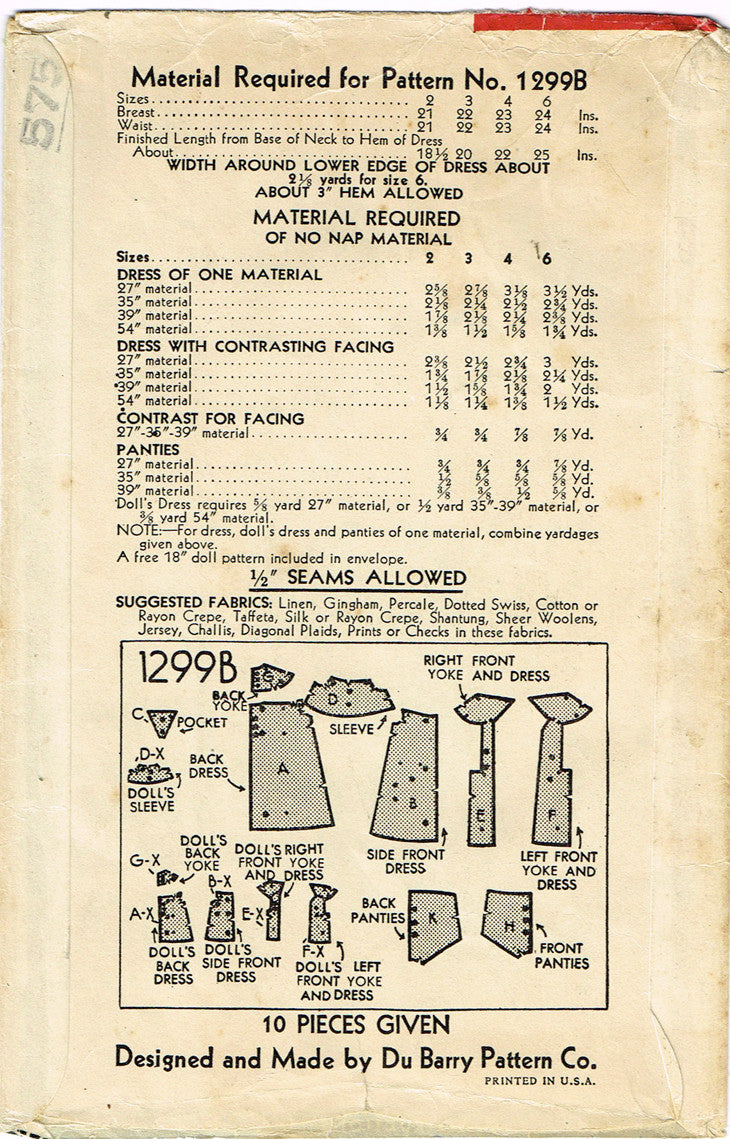 575
Material Required for Pattern No. 1299B
Sizes 2 3 4 6
Breast 21 22 23 24 Ins.
Waist 21 22 23 24 Ins.
Finished Length from Base of Neck to Hem of Dress
About 18½ 20 22 25 Ins.
WIDTH AROUND LOWER EDGE OF DRESS ABOUT
2⅛ yards for size 6.
ABOUT 3" HEM ALLOWED
MATERIAL REQUIRED
OF NO NAP MATERIAL
Sizes 2 3 4 6
DRESS OF ONE MATERIAL
27" material 2⅝ 2⅞ 3⅛ 3½ Yds.
35" material 2⅛ 2¼ 2½ 2¾ Yds.
39" material 1⅞ 2⅛ 2¼ 2⅜ Yds.
54" material 1⅜ 1½ 1⅝ 1¾ Yds.
DRESS WITH CONTRASTING FACING
27" material 2⅜ 2½ 2¾ 3 Yds.
35" material 1¾ 1⅞ 2⅛ 2¼ Yds.
39" material 1½ 1⅝ 1¾ 2 Yds.
54" material 1⅛ 1¼ 1⅜ 1½ Yds.
CONTRAST FOR FACING
27"-35"-39" material ¾ ¾ ⅞ ⅞ Yd.
PANTIES
27" material ¾ ¾ ¾ ⅞ Yd.
35" material ½ ⅝ ⅝ ⅝ Yd.
39" material ⅜ ⅜ ½ ⅝ Yd.
Doll's Dress requires ⅝ yard 27" material, or ½ yard 35"-39" material, or
⅜ yard 54" material.
NOTE:—For dress, doll's dress and panties of one material, combine yardages
given above.
A free 18" doll pattern included in envelope.
½" SEAMS ALLOWED
SUGGESTED FABRICS: Linen, Gingham, Percale, Dotted Swiss, Cotton or
Rayon Crepe, Taffeta, Silk or Rayon Crepe, Shantung, Sheer Woolens,
Jersey, Challis, Diagonal Plaids, Prints or Checks in these fabrics.
1299B
G
BACK
YOKE
D
SLEEVE
RIGHT FRONT
YOKE AND DRESS
C
POCKET
D-X
DOLL'S
SLEEVE
BACK
DRESS
A
B
SIDE FRONT
DRESS
E
F
LEFT FRONT
YOKE AND
DRESS
G-X
DOLL'S
BACK
YOKE
DOLL'S RIGHT
FRONT YOKE
AND DRESS
A-X
DOLL'S
BACK
DRESS
B-X
DOLL'S
SIDE FRONT
DRESS
E-X
F-X
DOLL'S LEFT
FRONT YOKE
AND DRESS
BACK
PANTIES
K
H
FRONT
PANTIES
10 PIECES GIVEN
Designed and Made by Du Barry Pattern Co.
PRINTED IN U.S.A.